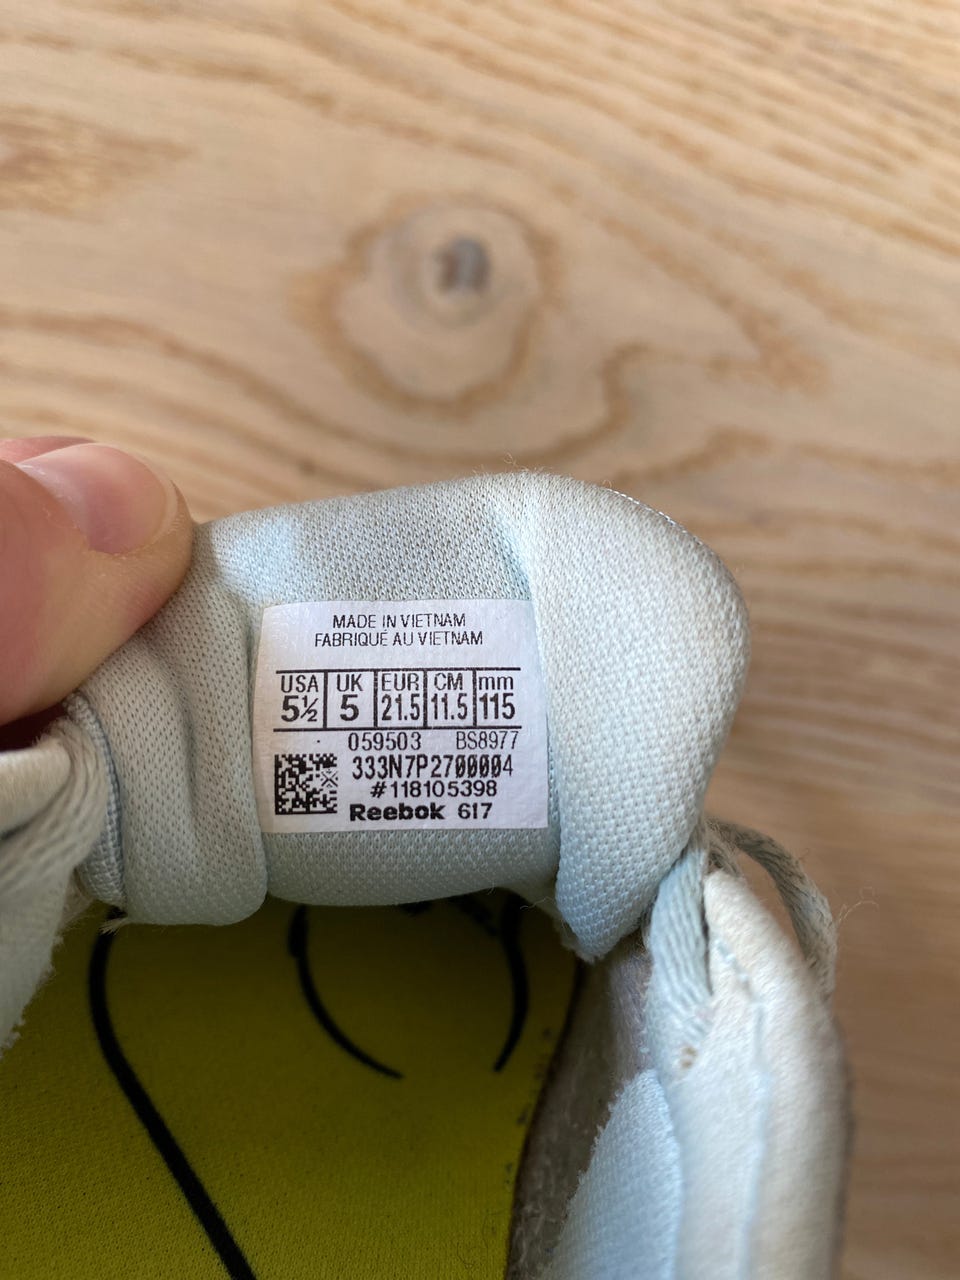 MADE IN VIETNAM
FABRIQUÉ AU VIETNAM
USA UK EUR CM mm
5½ 5 21.5 11.5 115
059503 BS8977
333N7P2700004
#118105398
Reebok 617